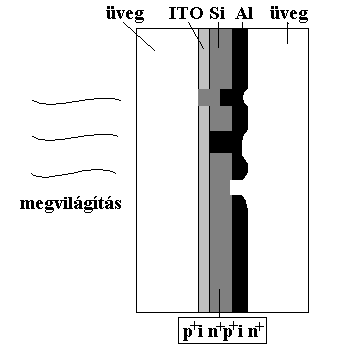 üveg ITO Si Al üveg
megvilágítás
p⁺i n⁺p⁺i n⁺